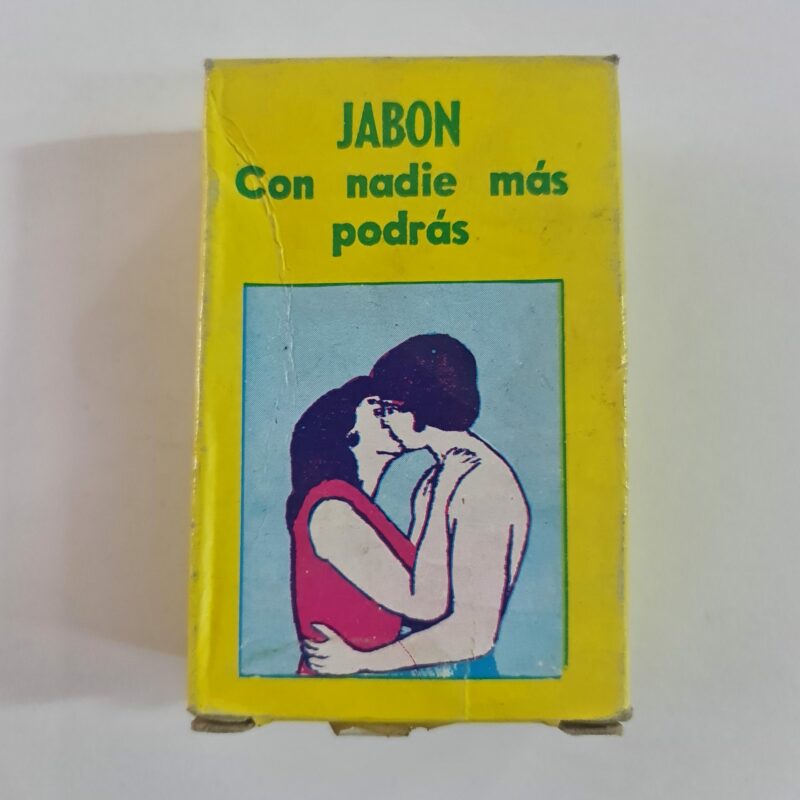 JABON
Con nadie más
podrás